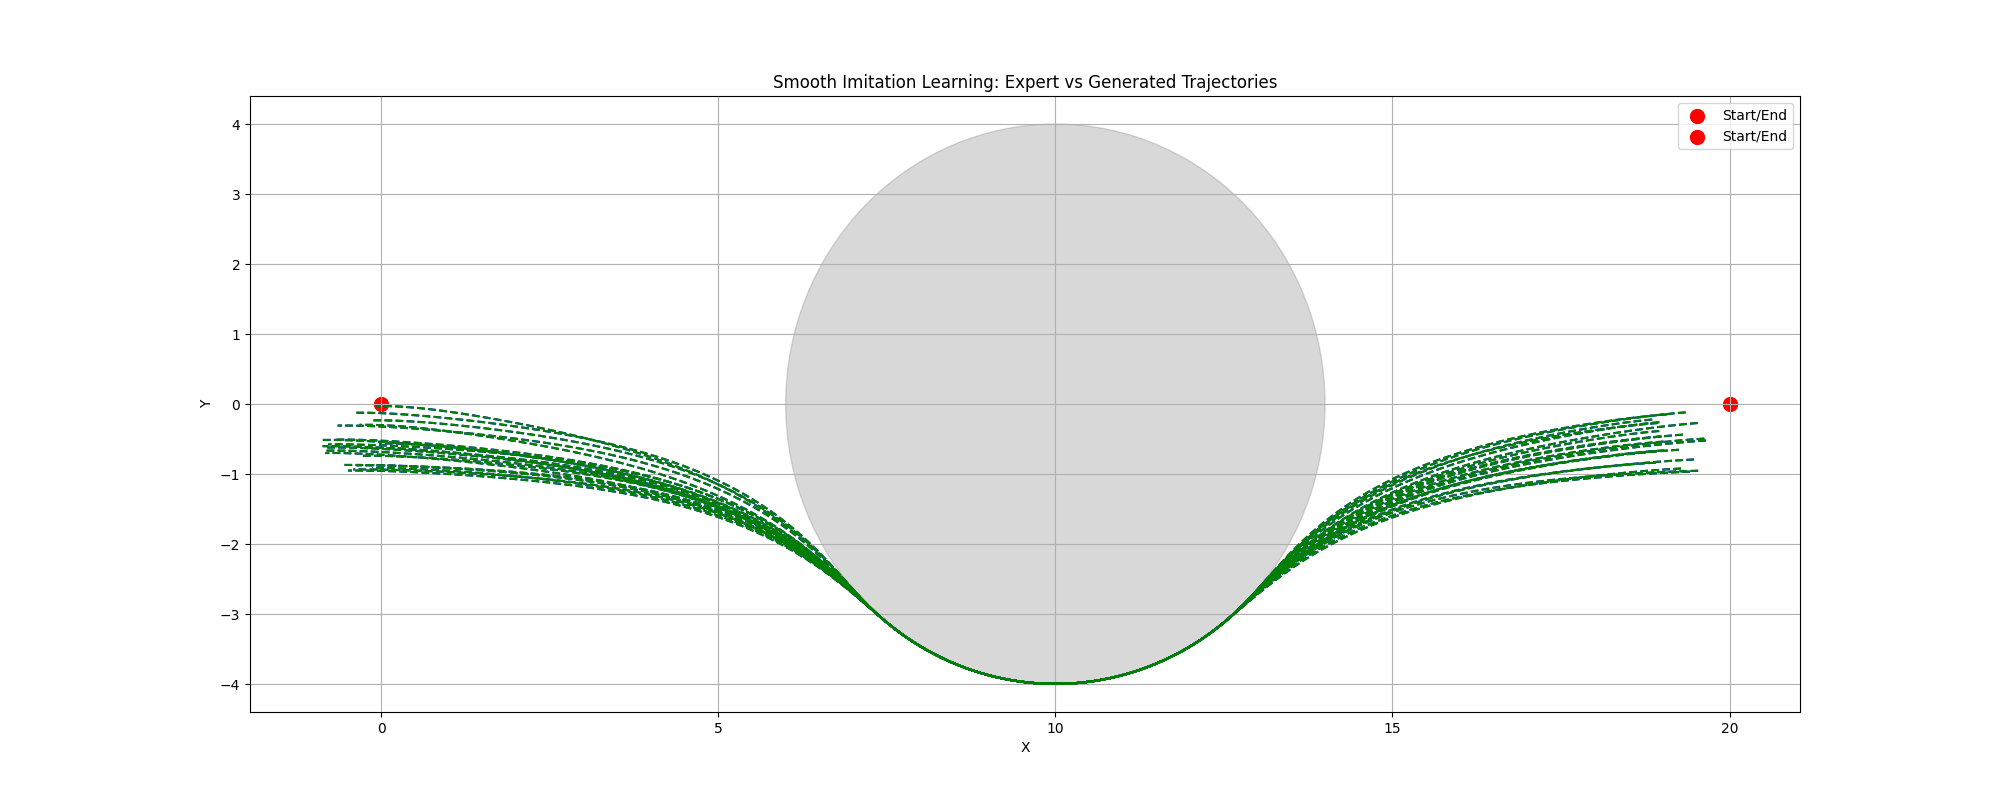 Smooth Imitation Learning: Expert vs Generated Trajectories
Start/End
Start/End
4
3
2
1
0
−1
−2
−3
−4
Y
0 5 10 15 20
X